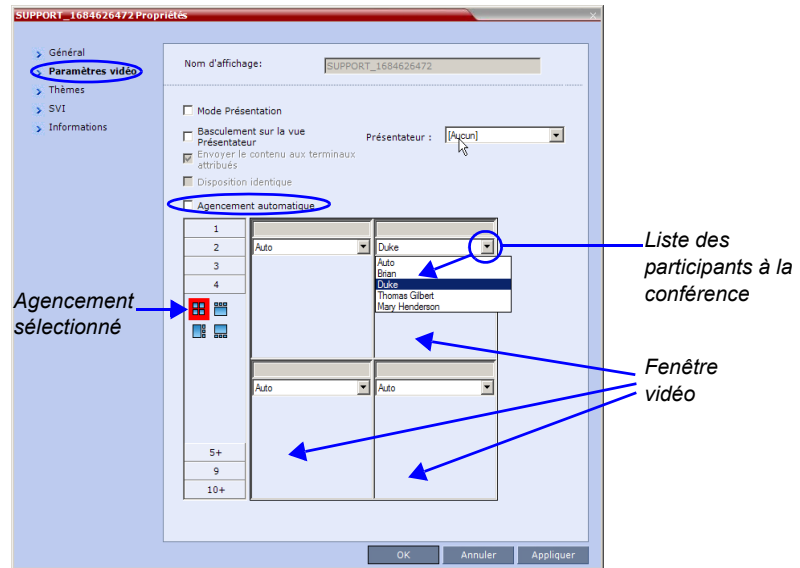 SUPPORT_1684626472 Propriétés
Général
Paramètres vidéo
Thèmes
SVI
Informations
Nom d'affichage:
SUPPORT_1684626472
Mode Présentation
Basculement sur la vue
Présentateur
Présentateur :
[Aucun]
Envoyer le contenu aux terminaux
attribués
Disposition identique
Agencement automatique
1
2
3
4
5+
9
10+
Auto
Duke
Auto
Brian
Duke
Thomas Gilbert
Mary Henderson
Auto
Auto
Agencement
sélectionné
Liste des
participants à la
conférence
Fenêtre
vidéo
OK
Annuler
Appliquer